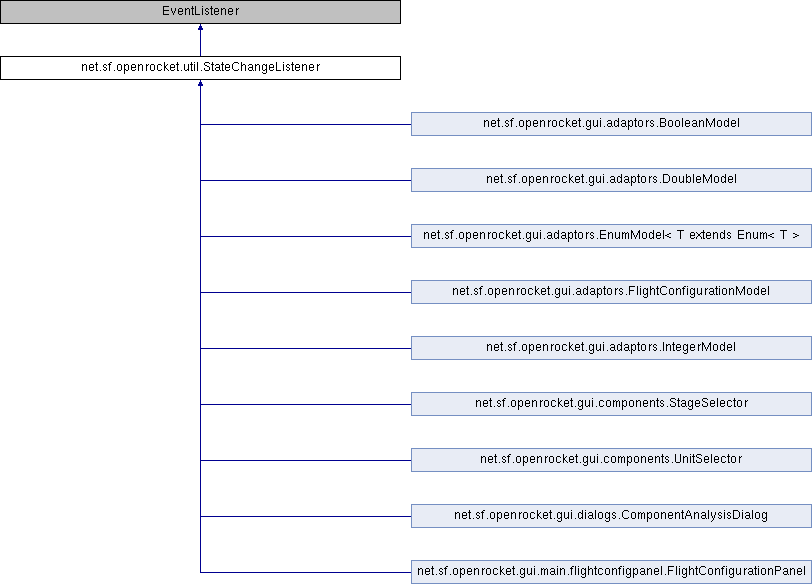 EventListener
net.sf.openrocket.util.StateChangeListener
net.sf.openrocket.gui.adaptors.BooleanModel
net.sf.openrocket.gui.adaptors.DoubleModel
net.sf.openrocket.gui.adaptors.EnumModel< T extends Enum< T >
net.sf.openrocket.gui.adaptors.FlightConfigurationModel
net.sf.openrocket.gui.adaptors.IntegerModel
net.sf.openrocket.gui.components.StageSelector
net.sf.openrocket.gui.components.UnitSelector
net.sf.openrocket.gui.dialogs.ComponentAnalysisDialog
net.sf.openrocket.gui.main.flightconfigpanel.FlightConfigurationPanel